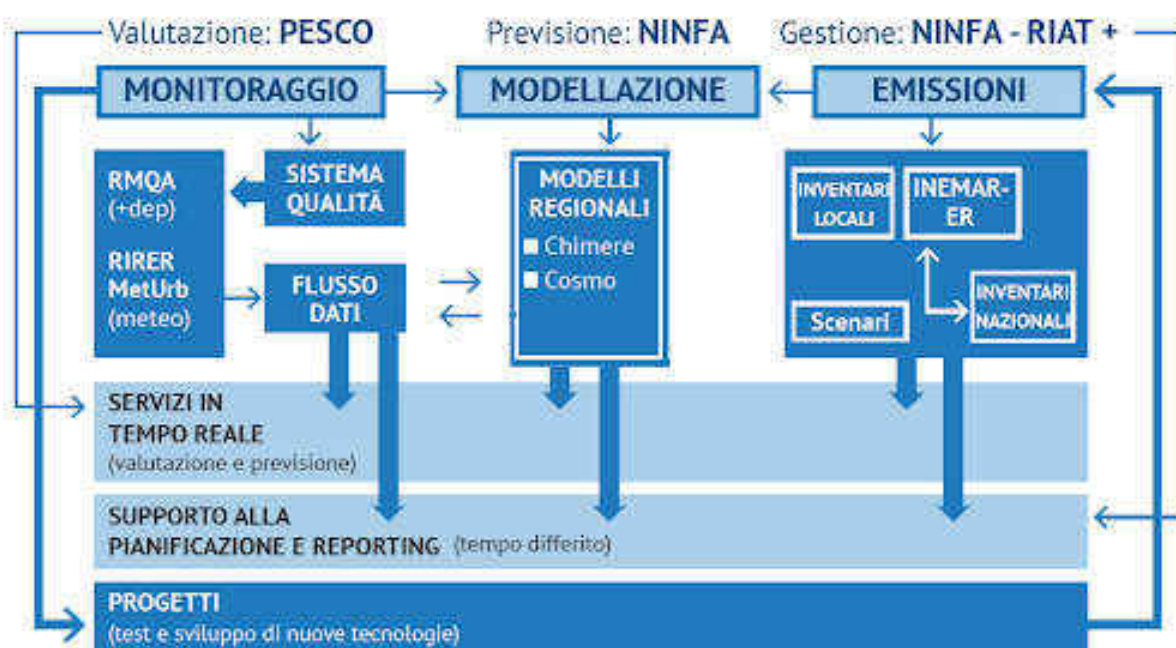 Valutazione: PESCO
Previsione: NINFA
Gestione: NINFA - RIAT +
MONITORAGGIO
MODELLAZIONE
EMISSIONI
RMQA
(+dep)
RIRER
MetUrb
(meteo)
SISTEMA
QUALITÀ
FLUSSO
DATI
MODELLI
REGIONALI
Chimere
Cosmo
INVENTARI
LOCALI
INEMAR-
ER
Scenari
INVENTARI
NAZIONALI
SERVIZI IN
TEMPO REALE
(valutazione e previsione)
SUPPORTO ALLA
PIANIFICAZIONE E REPORTING (tempo differito)
PROGETTI
(test e sviluppo di nuove tecnologie)